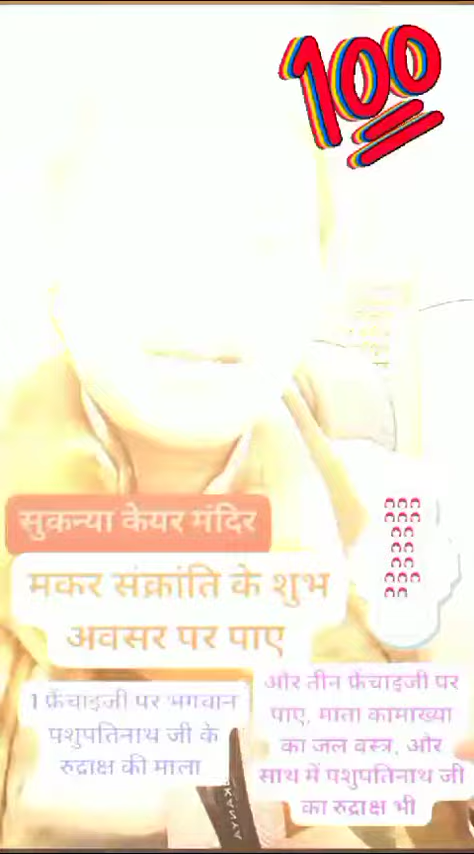 100
सुकन्या केयर मंदिर
मकर संक्रांति के शुभ
अवसर पर पाए
1 फ्रेंचाइजी पर भगवान
पशुपतिनाथ जी के
रुद्राक्ष की माला
और तीन फ्रेंचाइजी पर
पाए, माता कामाख्या
का जल वस्त्र, और
साथ में पशुपतिनाथ जी
का रुद्राक्ष भी